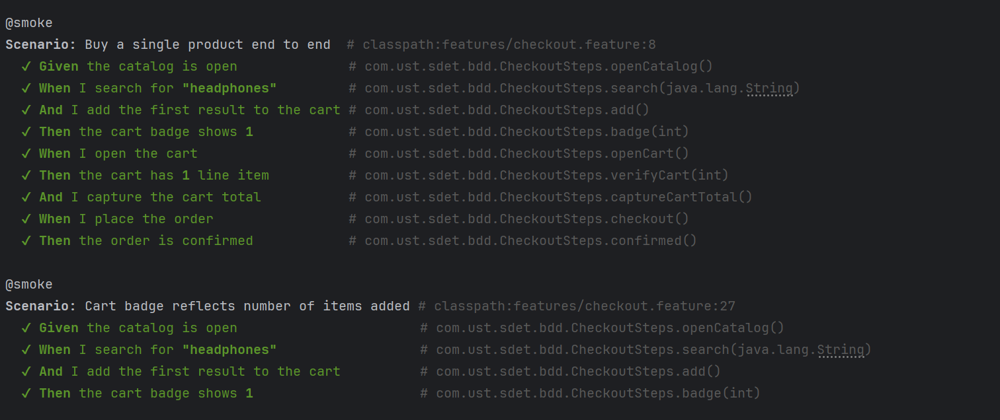 @smoke
Scenario: Buy a single product end to end # classpath:features/checkout.feature:8
✓ Given the catalog is open # com.ust.sdet.bdd.CheckoutSteps.openCatalog()
✓ When I search for "headphones" # com.ust.sdet.bdd.CheckoutSteps.search(java.lang.String)
✓ And I add the first result to the cart # com.ust.sdet.bdd.CheckoutSteps.add()
✓ Then the cart badge shows 1 # com.ust.sdet.bdd.CheckoutSteps.badge(int)
✓ When I open the cart # com.ust.sdet.bdd.CheckoutSteps.openCart()
✓ Then the cart has 1 line item # com.ust.sdet.bdd.CheckoutSteps.verifyCart(int)
✓ And I capture the cart total # com.ust.sdet.bdd.CheckoutSteps.captureCartTotal()
✓ When I place the order # com.ust.sdet.bdd.CheckoutSteps.checkout()
✓ Then the order is confirmed # com.ust.sdet.bdd.CheckoutSteps.confirmed()
@smoke
Scenario: Cart badge reflects number of items added # classpath:features/checkout.feature:27
✓ Given the catalog is open # com.ust.sdet.bdd.CheckoutSteps.openCatalog()
✓ When I search for "headphones" # com.ust.sdet.bdd.CheckoutSteps.search(java.lang.String)
✓ And I add the first result to the cart # com.ust.sdet.bdd.CheckoutSteps.add()
✓ Then the cart badge shows 1 # com.ust.sdet.bdd.CheckoutSteps.badge(int)